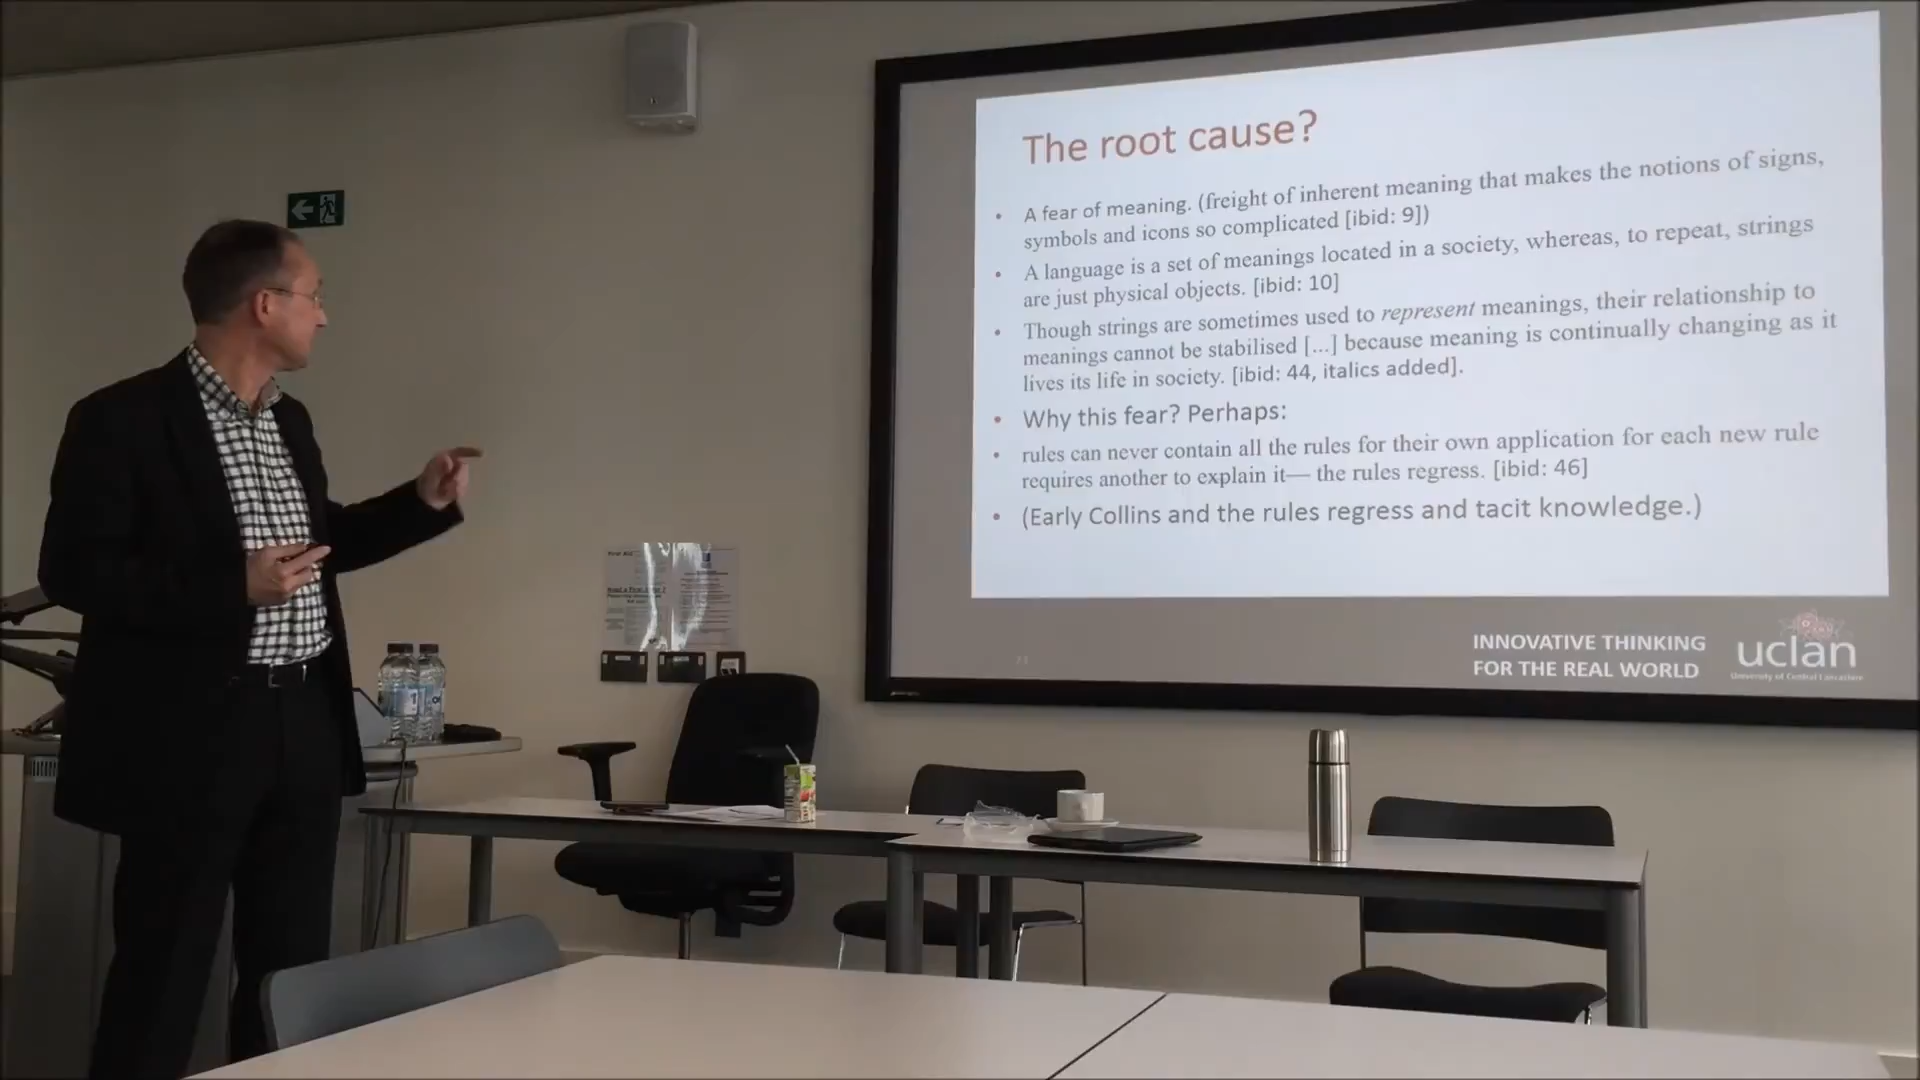 The root cause?
• A fear of meaning. (freight of inherent meaning that makes the notions of signs,
symbols and icons so complicated [ibid: 9])
• A language is a set of meanings located in a society, whereas, to repeat, strings
are just physical objects. [ibid: 10]
• Though strings are sometimes used to represent meanings, their relationship to
meanings cannot be stabilised [...] because meaning is continually changing as it
lives its life in society. [ibid: 44, italics added].
• Why this fear? Perhaps:
• rules can never contain all the rules for their own application for each new rule
requires another to explain it— the rules regress. [ibid: 46]
• (Early Collins and the rules regress and tacit knowledge.)
INNOVATIVE THINKING
FOR THE REAL WORLD
uclan
University of Central Lancashire
First Aid